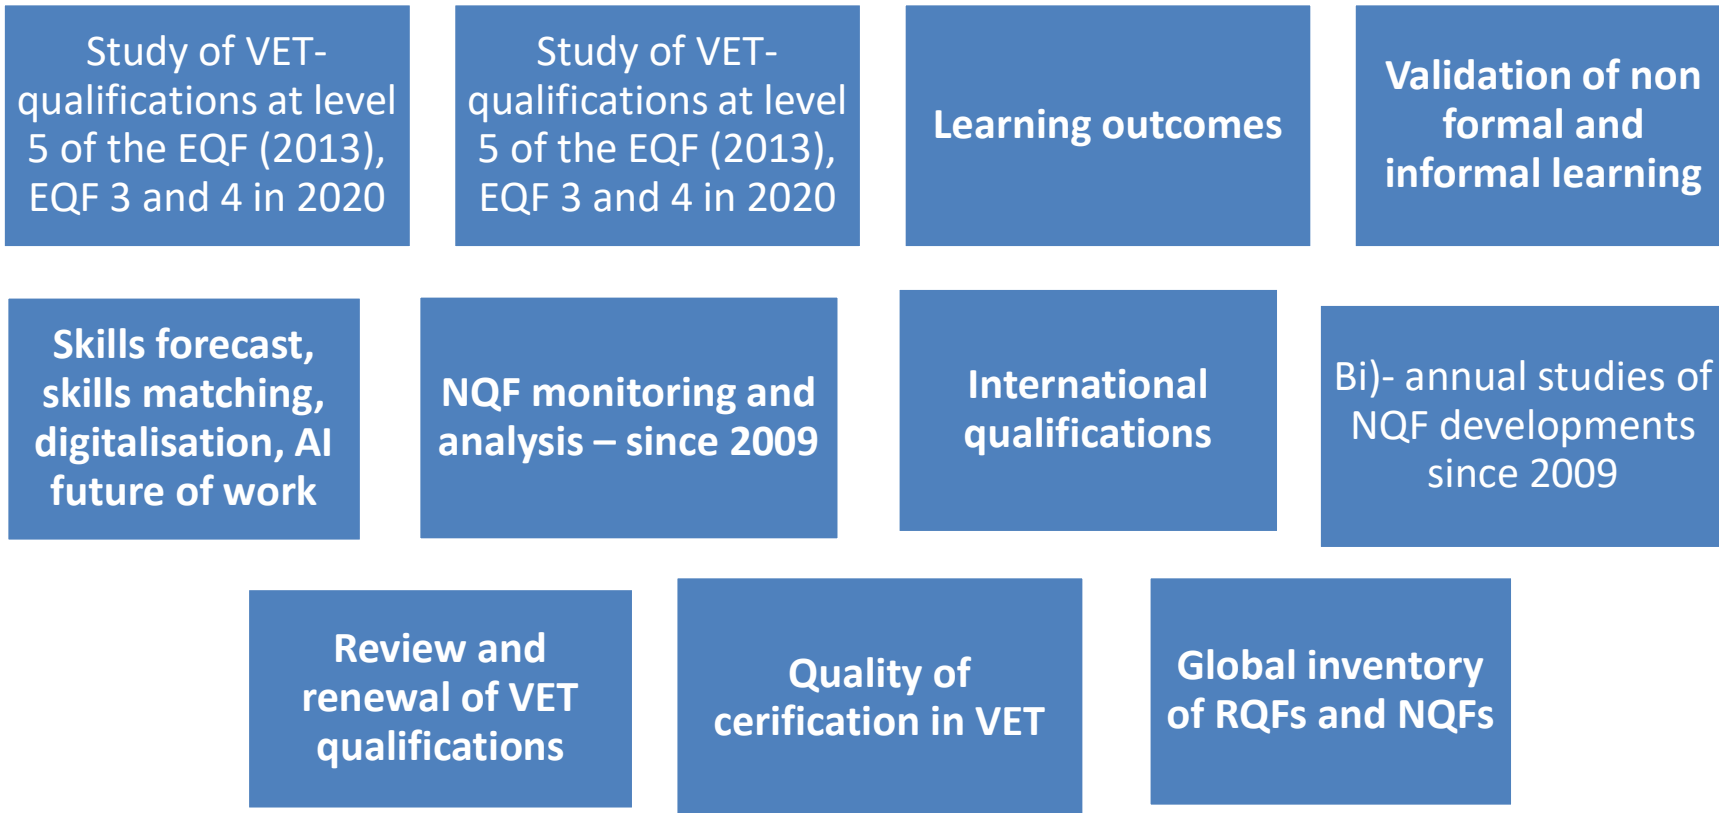 Study of VET-
qualifications at level
5 of the EQF (2013),
EQF 3 and 4 in 2020
Study of VET-
qualifications at level
5 of the EQF (2013),
EQF 3 and 4 in 2020
Learning outcomes
Validation of non
formal and
informal learning
Skills forecast,
skills matching,
digitalisation, AI
future of work
NQF monitoring and
analysis – since 2009
International
qualifications
Bi)- annual studies of
NQF developments
since 2009
Review and
renewal of VET
qualifications
Quality of
cerification in VET
Global inventory
of RQFs and NQFs